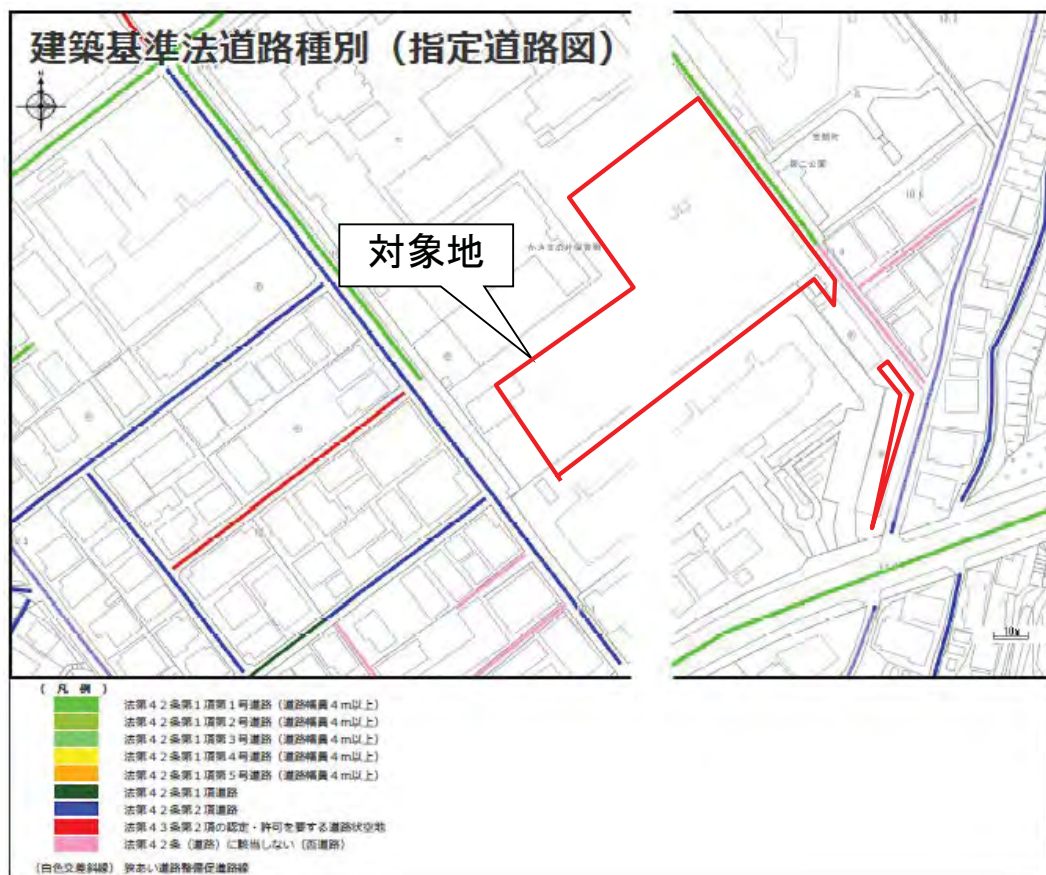 建築基準法道路種別（指定道路図）
対象地
第二公園
10m
(凡例)
法第42条第1項第1号道路（道路幅員4m以上）
法第42条第1項第2号道路（道路幅員4m以上）
法第42条第1項第3号道路（道路幅員4m以上）
法第42条第1項第4号道路（道路幅員4m以上）
法第42条第1項第5号道路（道路幅員4m以上）
法第42条第1項道路
法第42条第2項道路
法第43条第2項の認定・許可を要する道路状空地
法第42条（道路）に該当しない（否道路）
(白色交差斜線) 狭あい道路整備促進路線